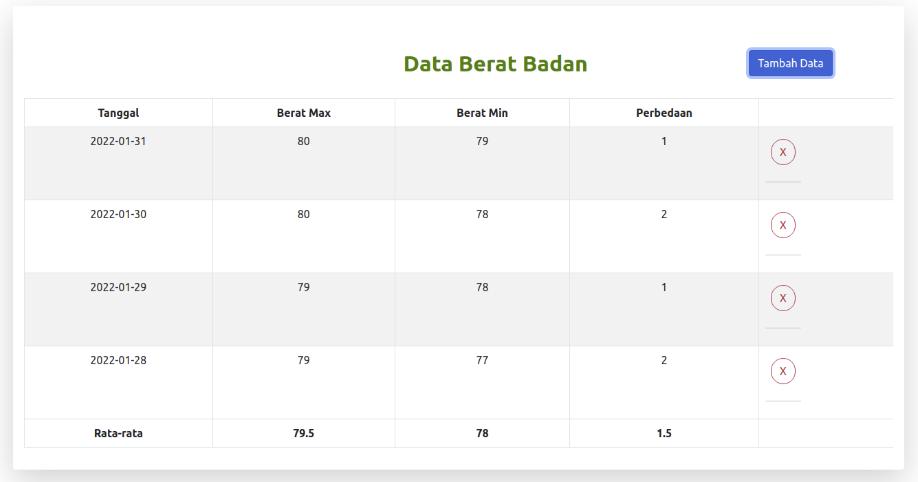 Data Berat Badan
Tambah Data
Tanggal Berat Max Berat Min Perbedaan
2022-01-31 80 79 1 X
2022-01-30 80 78 2 X
2022-01-29 79 78 1 X
2022-01-28 79 77 2 X
Rata-rata 79.5 78 1.5